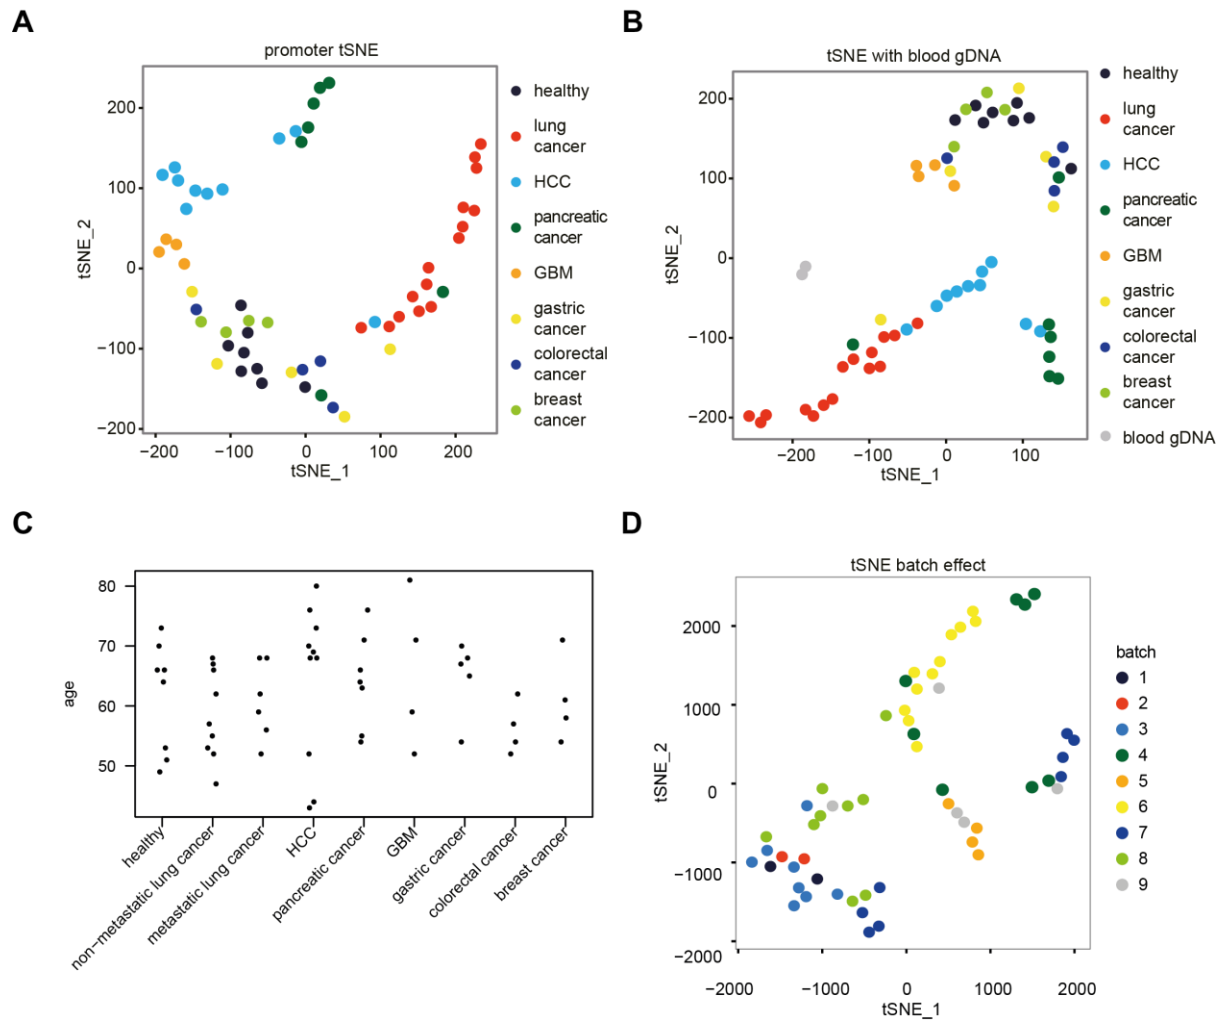 A
promoter tSNE
tSNE_2
200
100
0
−100
−200
−200
−100
0
100
200
tSNE_1
healthy
lung
cancer
HCC
pancreatic
cancer
GBM
gastric
cancer
colorectal
cancer
breast
cancer
B
tSNE with blood gDNA
tSNE_2
200
100
0
−100
−200
−200
−100
0
100
tSNE_1
healthy
lung
cancer
HCC
pancreatic
cancer
GBM
gastric
cancer
colorectal
cancer
breast
cancer
blood gDNA
C
age
80
70
60
50
healthy
non−metastatic lung cancer
metastatic lung cancer
HCC
pancreatic cancer
GBM
gastric cancer
colorectal cancer
breast cancer
D
tSNE batch effect
tSNE_2
2000
1000
0
−1000
−2000
−2000
−1000
0
1000
2000
tSNE_1
batch
1
2
3
4
5
6
7
8
9